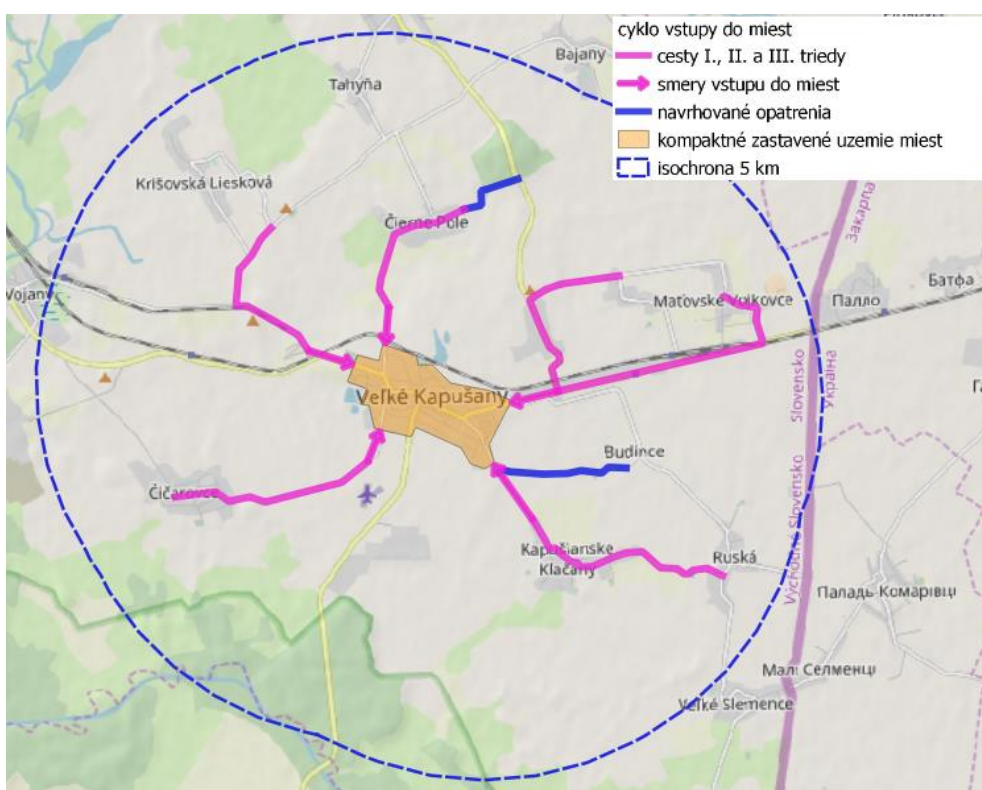 cyklo vstupy do miest
cesty I., II. a III. triedy
smery vstupu do miest
navrhované opatrenia
kompaktné zastavené uzemie miest
isochrona 5 km
Bajany
Tahyňa
Krišovská Liesková
Čierne Pole
Закарпа
Vojany
Maťovské Vojkovce
Палло
Батфа
Slovensko
Україна
Veľké Kapušany
Budince
Čičarovce
Východné Slovensko
Kapušianske
Klačany
Ruská
Паладь-Комарівці
Малі Селменці
Veľké Slemence